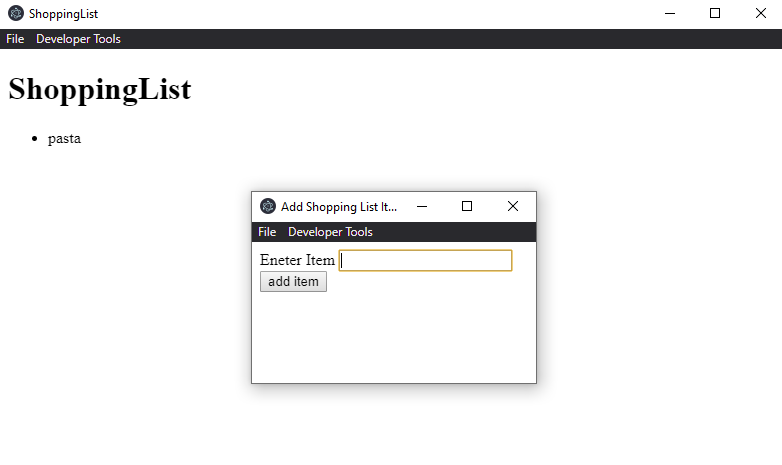 ShoppingList
File Developer Tools
ShoppingList
pasta
Add Shopping List It...
File Developer Tools
Eneter Item
add item